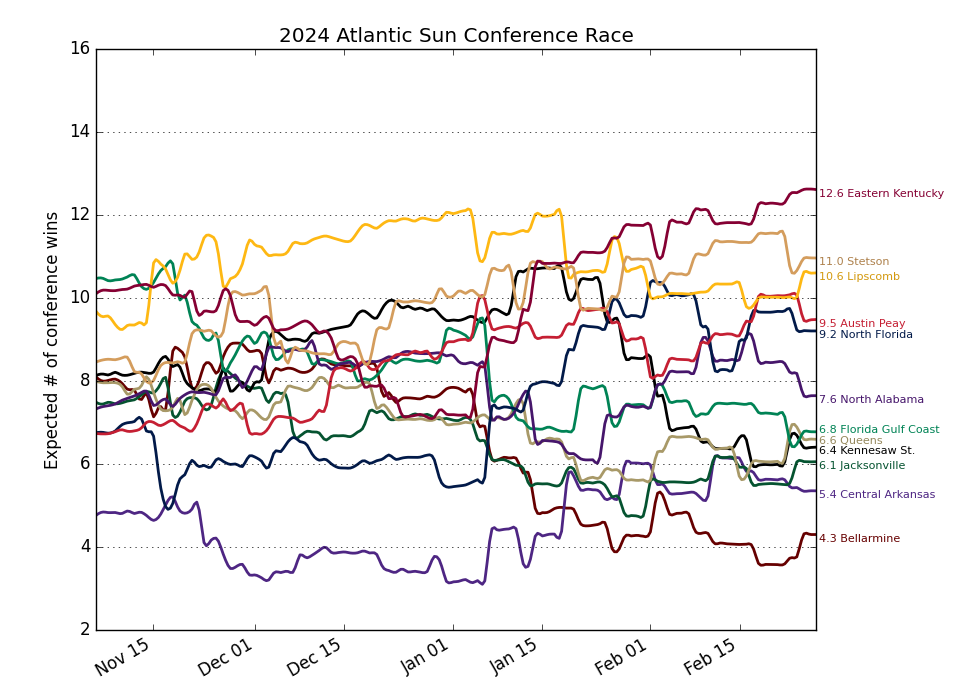 2024 Atlantic Sun Conference Race
Expected # of conference wins
16
14
12
10
8
6
4
2
12.6 Eastern Kentucky
11.0 Stetson
10.6 Lipscomb
9.5 Austin Peay
9.2 North Florida
7.6 North Alabama
6.8 Florida Gulf Coast
6.6 Queens
6.4 Kennesaw St.
6.1 Jacksonville
5.4 Central Arkansas
4.3 Bellarmine
Nov 15
Dec 01
Dec 15
Jan 01
Jan 15
Feb 01
Feb 15